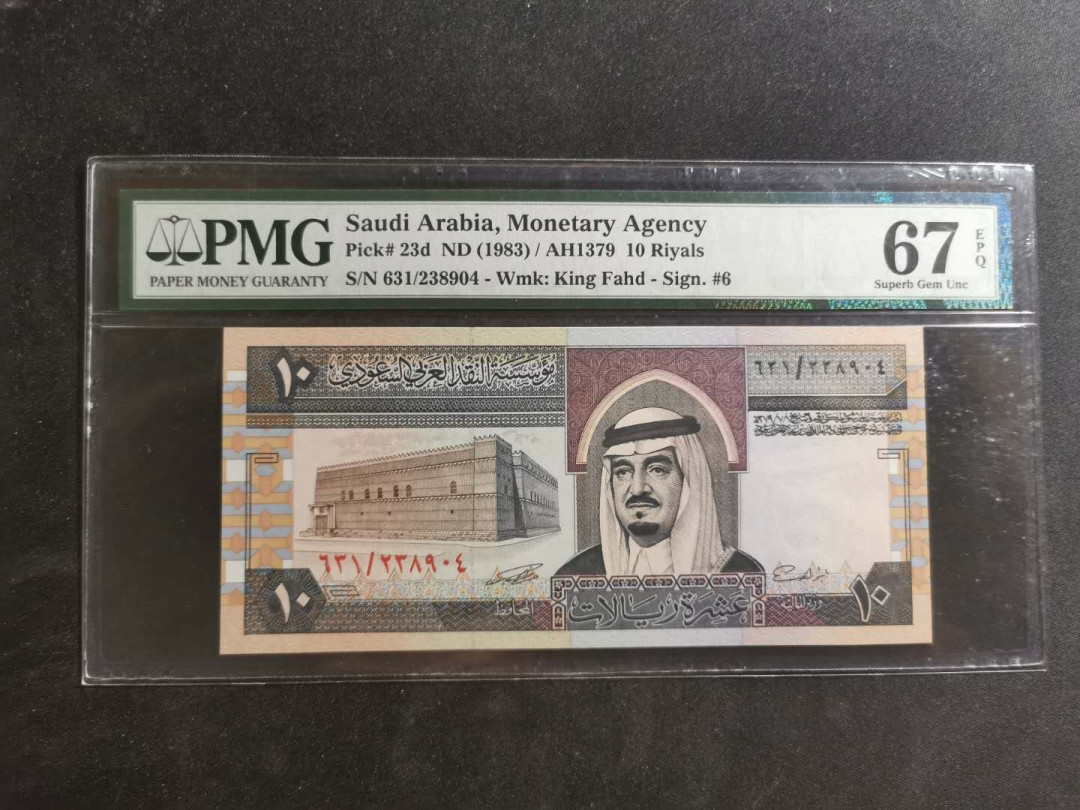 PMG
PAPER MONEY GUARANTY
Saudi Arabia, Monetary Agency
Pick# 23d ND (1983) / AH1379 10 Riyals
S/N 631/238904 - Wmk: King Fahd - Sign. #6
67
EPQ
Superb Gem Unc
١٠
مؤسسة النقد العربي السعودي
٦٣١/٢٣٨٩٠٤
٦٣١/٢٣٨٩٠٤
١٠
المحافظ
عشرة ريالات
١٠